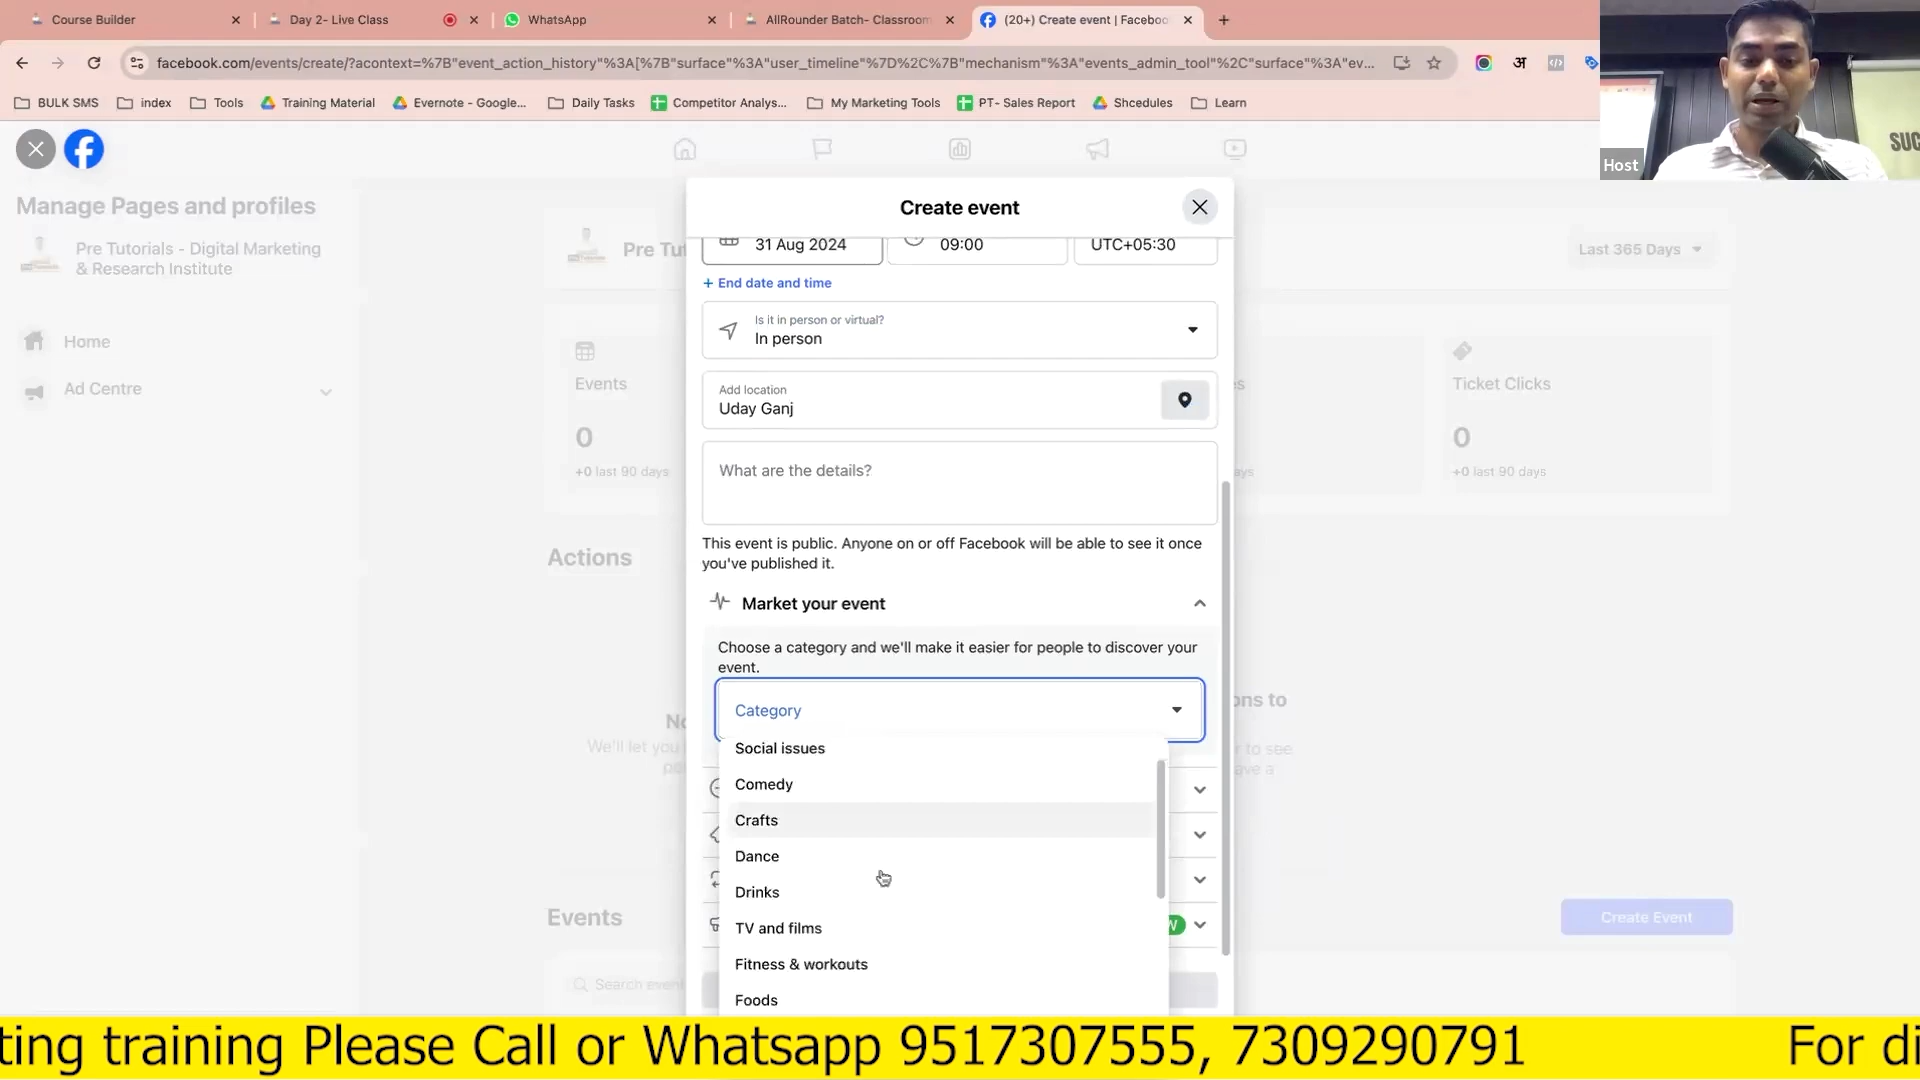 Course Builder
Day 2- Live Class
WhatsApp
AllRounder Batch- Classroom
(20+) Create event | Faceboo
facebook.com/events/create/?acontext=%7B"event_action_history"%3A[%7B"surface"%3A"user_timeline"%7D%2C%7B"mechanism"%3A"events_admin_tool"%2C"surface"%3A"ev...
अ
BULK SMS
index
Tools
Training Material
Evernote - Google...
Daily Tasks
Competitor Analys...
My Marketing Tools
PT- Sales Report
Shcedules
Learn
SUC
Host
Manage Pages and profiles
Pre Tutorials - Digital Marketing
& Research Institute
Home
Ad Centre
Pre Tu
Last 365 Days
Events
0
+0 last 90 days
Ticket Clicks
0
+0 last 90 days
Actions
We'll let you
Events
Search even
Create Event
Create event
31 Aug 2024
09:00
UTC+05:30
+ End date and time
Is it in person or virtual?
In person
Add location
Uday Ganj
What are the details?
This event is public. Anyone on or off Facebook will be able to see it once
you've published it.
Market your event
Choose a category and we'll make it easier for people to discover your
event.
Category
Social issues
Comedy
Crafts
Dance
Drinks
TV and films
Fitness & workouts
Foods
ting training Please Call or Whatsapp 9517307555, 7309290791
For di